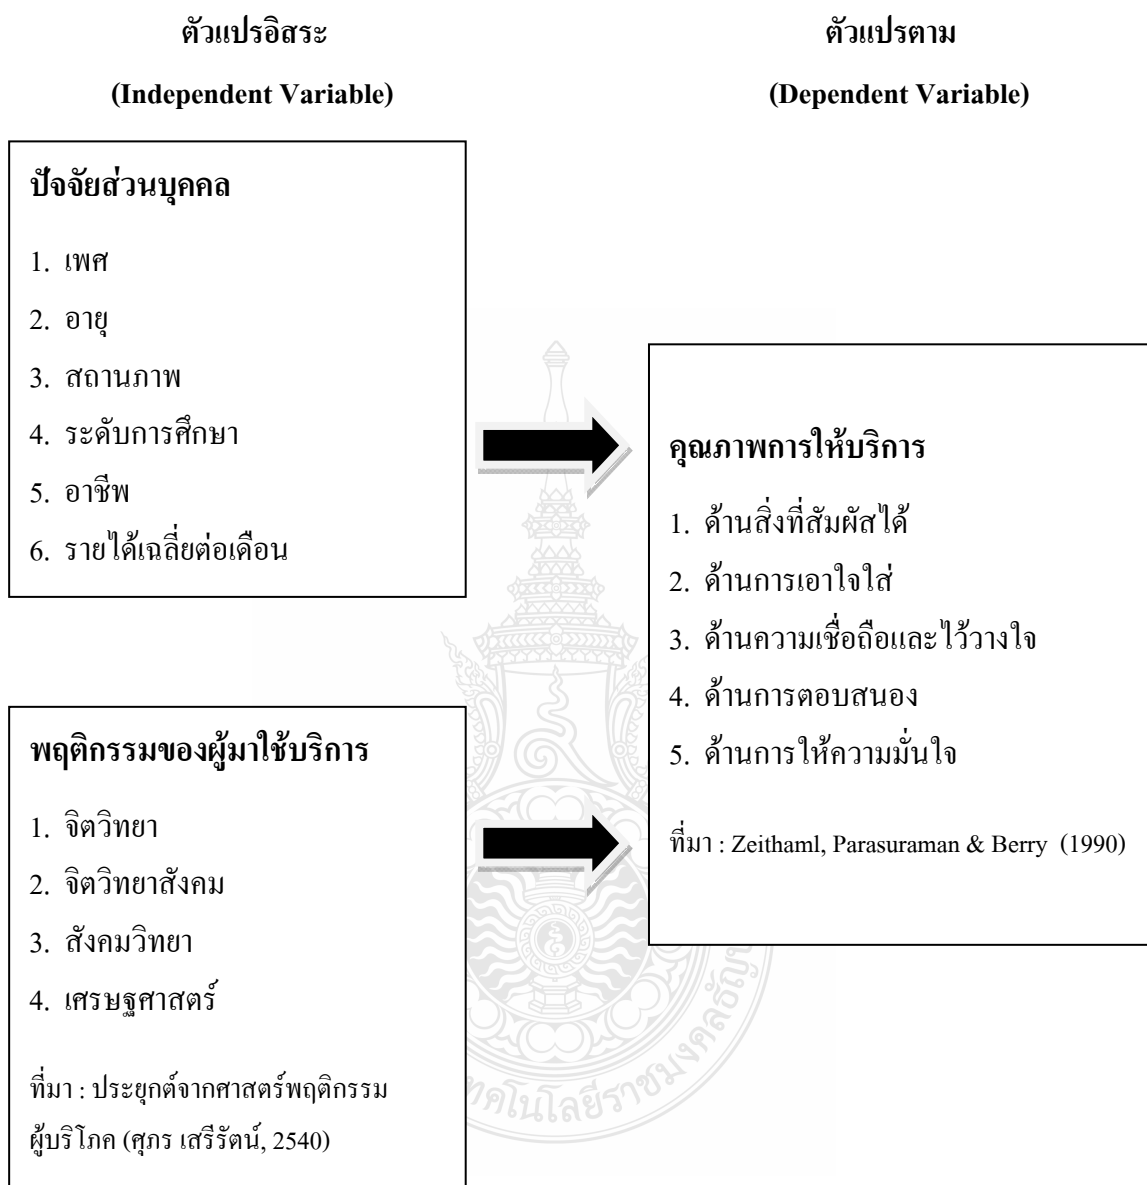 ตัวแปรอิสระ
(Independent Variable)
ปัจจัยส่วนบุคคล
1. เพศ
2. อายุ
3. สถานภาพ
4. ระดับการศึกษา
5. อาชีพ
6. รายได้เฉลี่ยต่อเดือน
พฤติกรรมของผู้มาใช้บริการ
1. จิตวิทยา
2. จิตวิทยาสังคม
3. สังคมวิทยา
4. เศรษฐศาสตร์
ที่มา : ประยุกต์จากศาสตร์พฤติกรรม
ผู้บริโภค (ศุภร เสรีรัตน์, 2540)
ตัวแปรตาม
(Dependent Variable)
คุณภาพการให้บริการ
1. ด้านสิ่งที่สัมผัสได้
2. ด้านการเอาใจใส่
3. ด้านความเชื่อถือและไว้วางใจ
4. ด้านการตอบสนอง
5. ด้านการให้ความมั่นใจ
ที่มา : Zeithaml, Parasuraman & Berry (1990)